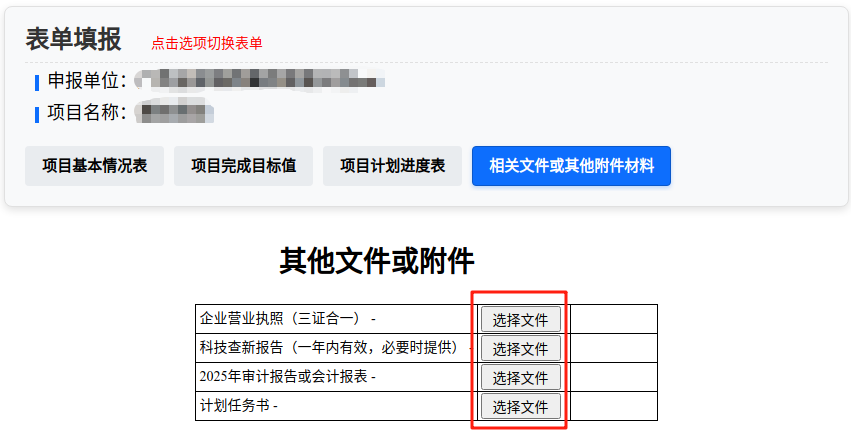 表单填报 点击选项切换表单
申报单位：
项目名称：
项目基本情况表 项目完成目标值 项目计划进度表 相关文件或其他附件材料
其他文件或附件
企业营业执照（三证合一） - 选择文件
科技查新报告（一年内有效，必要时提供） - 选择文件
2025年审计报告或会计报表 - 选择文件
计划任务书 - 选择文件